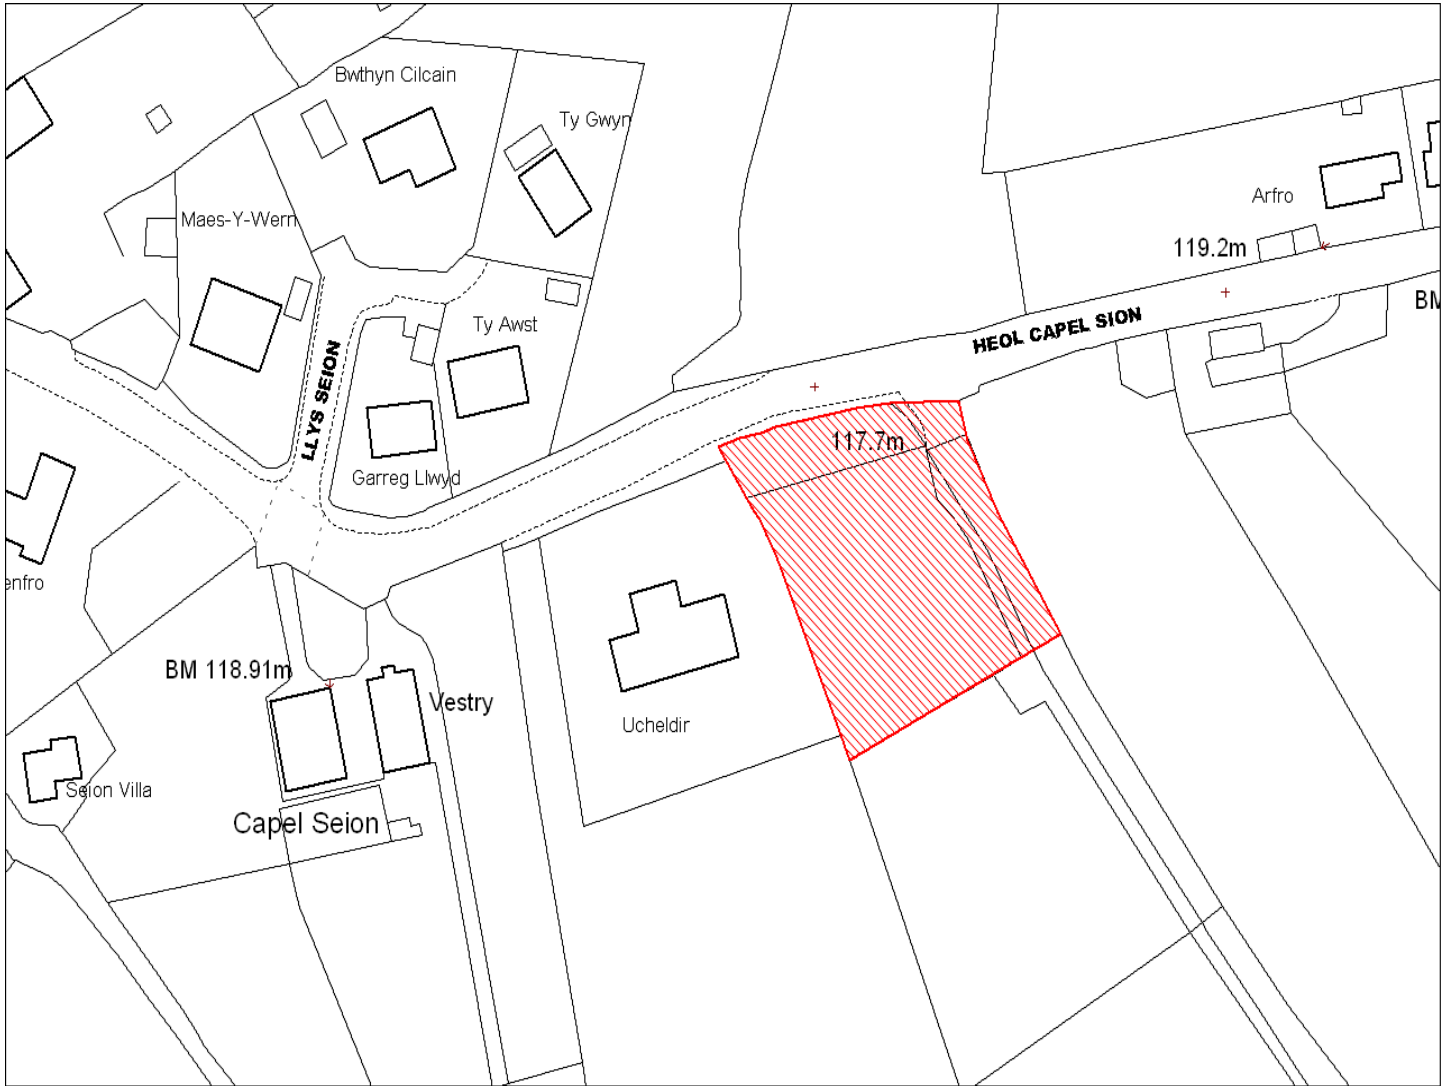 Bwthyn Cilcain
Ty Gwyn
Maes-Y-Wern
Arfro
119.2m
BM
HEOL CAPEL SION
Ty Awst
LLYS SEION
117.7m
Garreg Llwyd
enfro
BM 118.91m
Vestry
Ucheldir
Seion Villa
Capel Seion